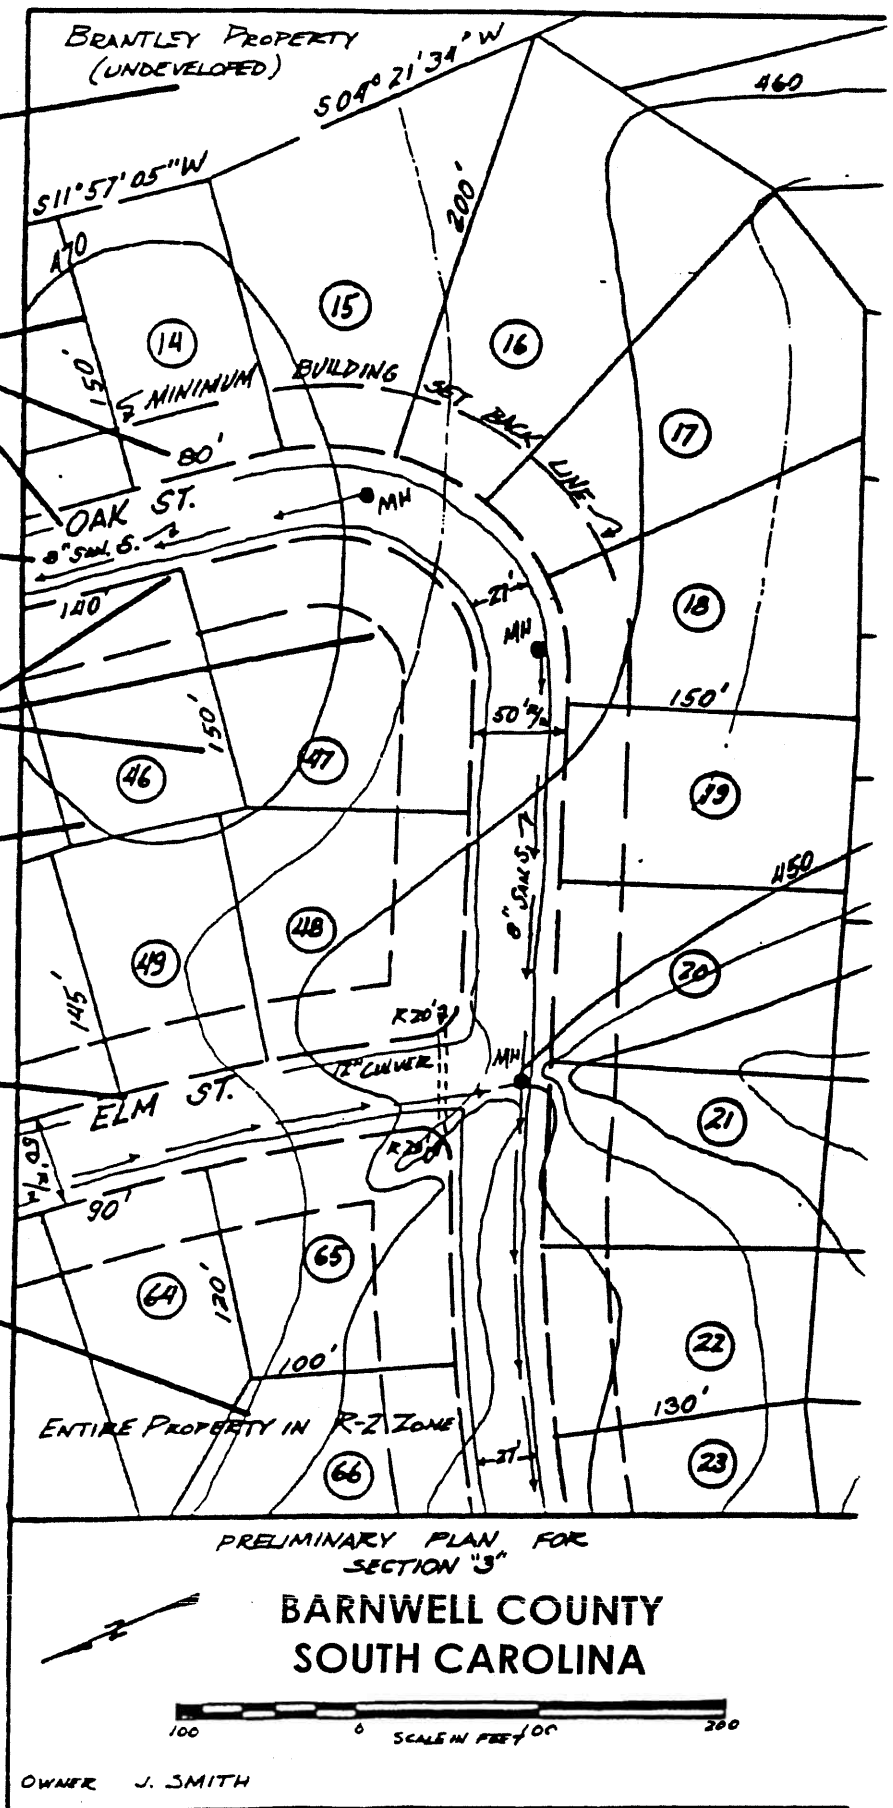 BRANTLEY PROPERTY
(UNDEVELOPED)
S 04° 21' 34" W
460
S11°57'05"W
470
200'
15
14
16
150'
MINIMUM BUILDING SET BACK LINE
17
80'
OAK ST.
MH
8" SAN. S.
140'
27'
18
MH
150'
150'
50' R/W
47
46
19
8" SAN S.
450
48
49
20
145'
R 20'
12" CULVER
MH
ELM ST.
21
R 20'
50' R/W
90'
65
64
120'
22
100'
130'
ENTIRE PROPERTY IN R-2 ZONE
66
27'
23
PRELIMINARY PLAN FOR
SECTION "3"
BARNWELL COUNTY
SOUTH CAROLINA
N
100 0 100 200
SCALE IN FEET
OWNER J. SMITH